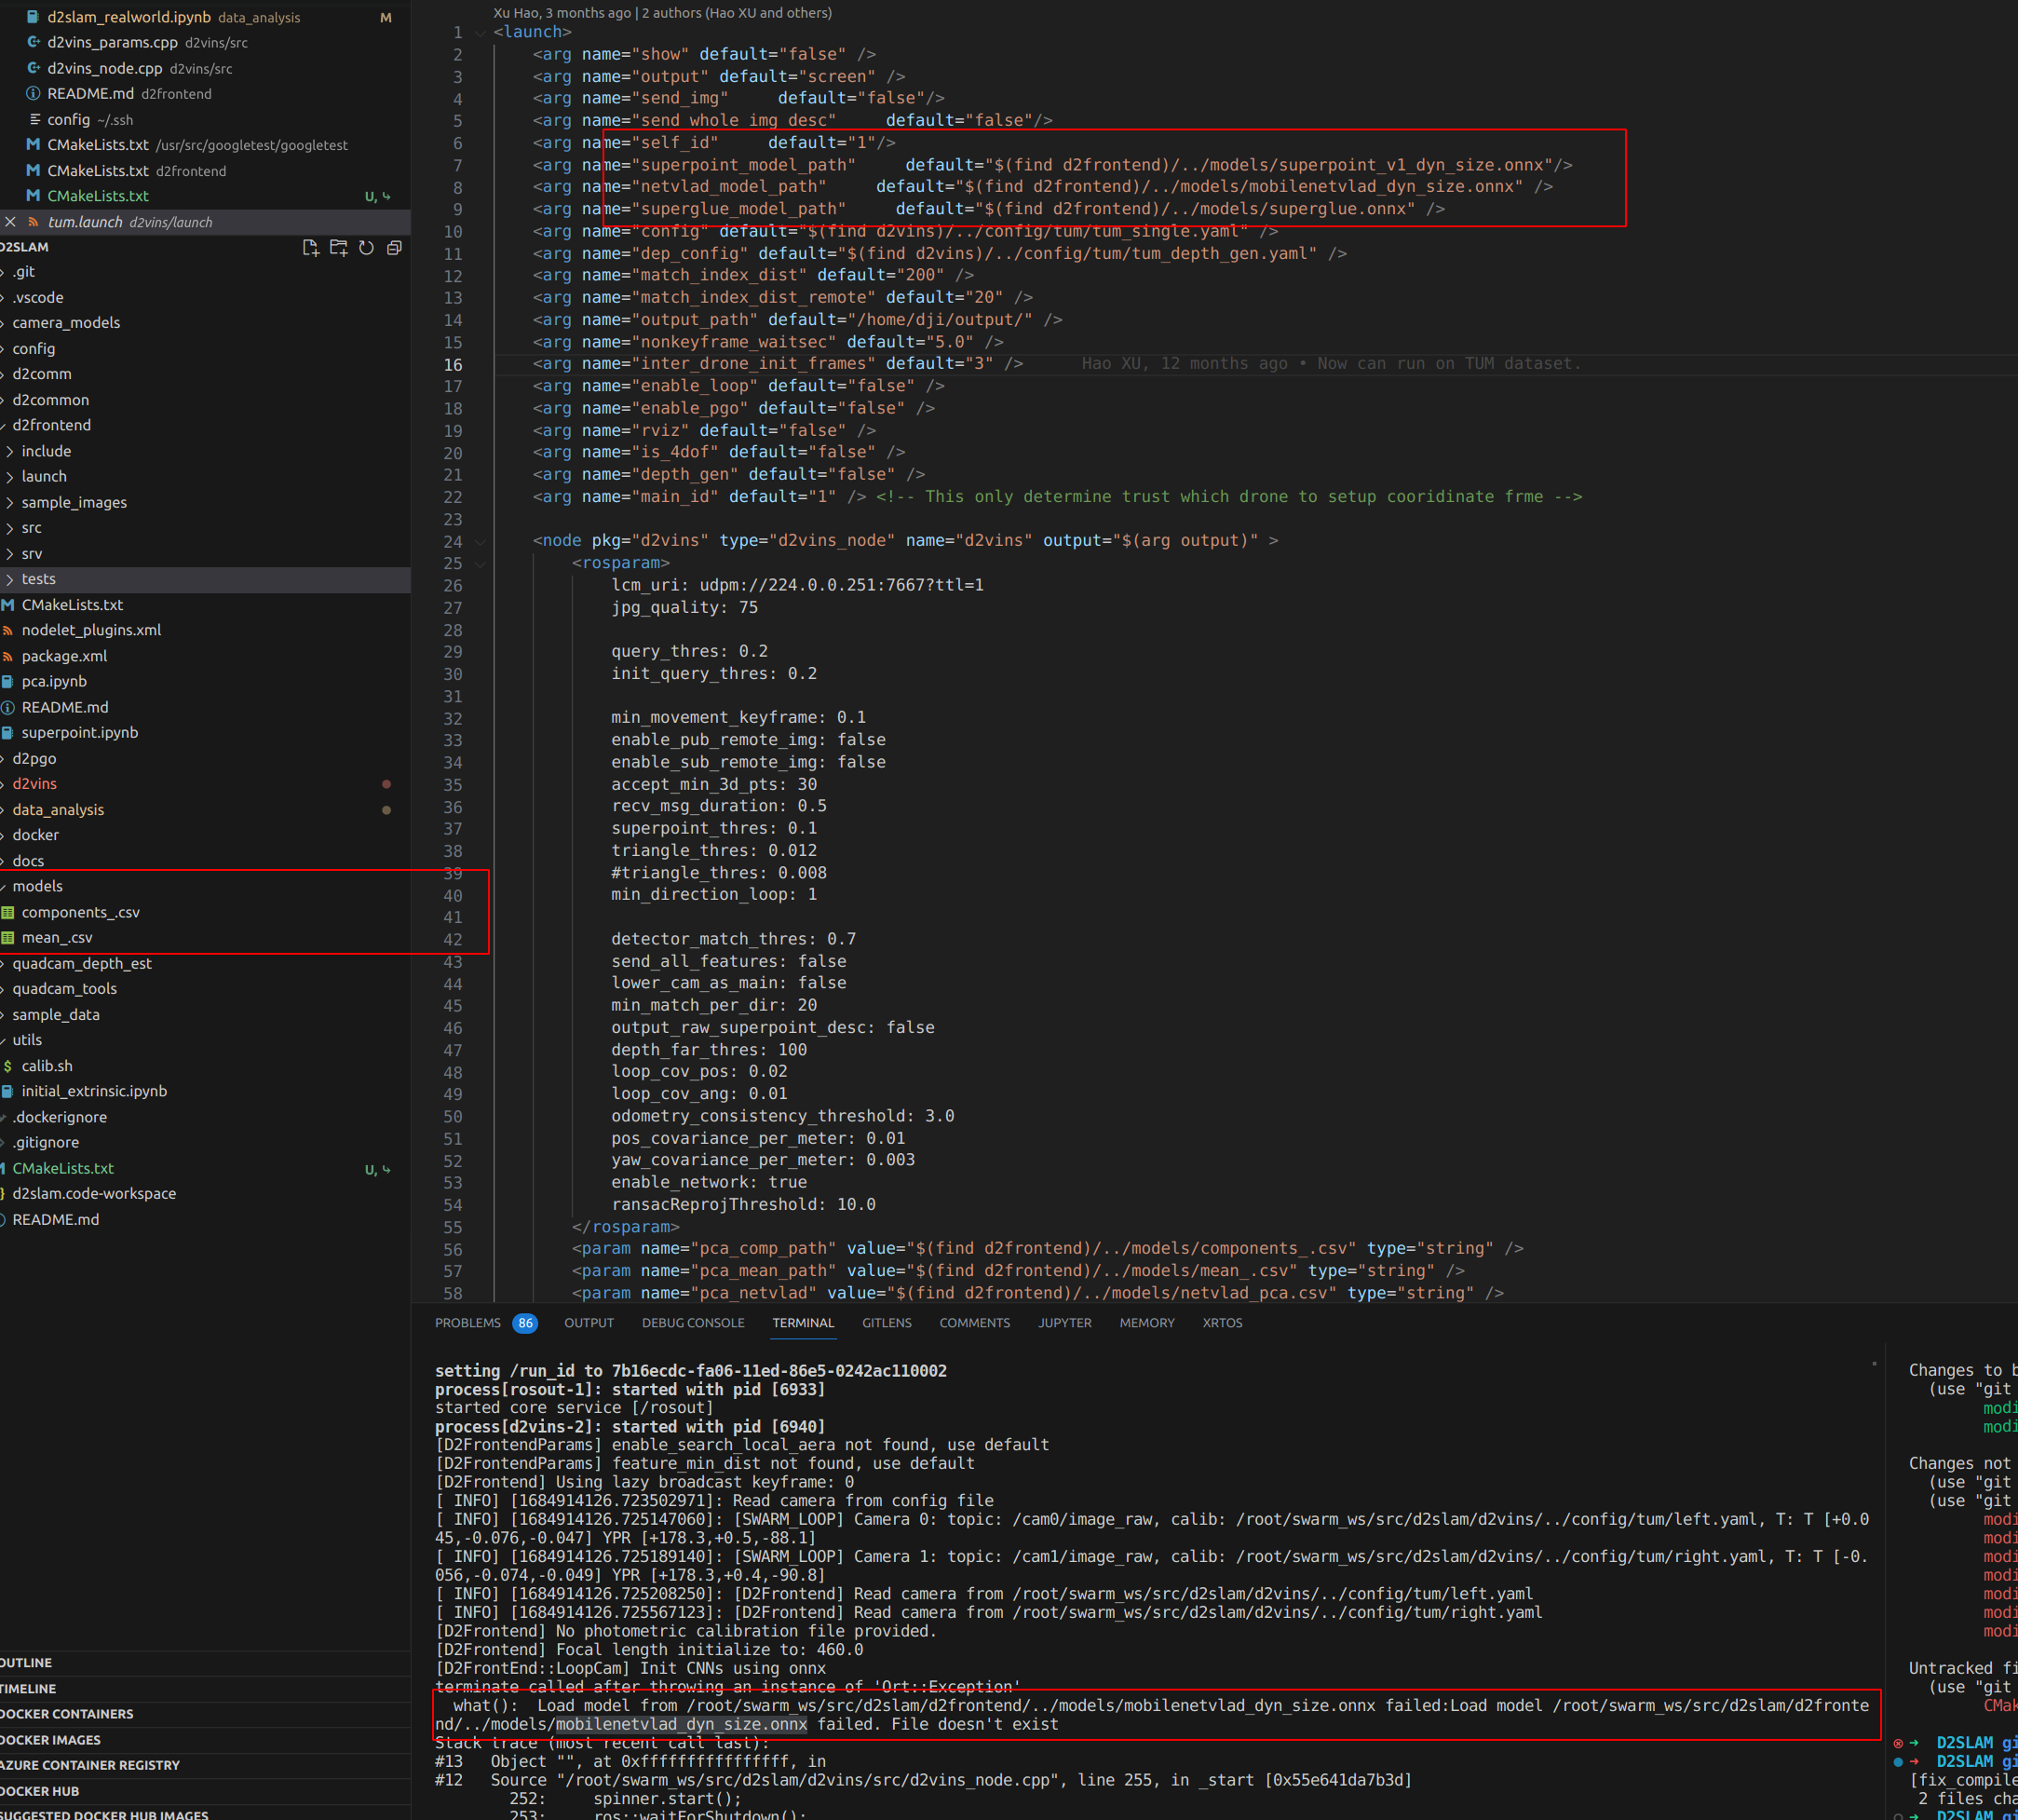 d2slam_realworld.ipynb data_analysis M
d2vins_params.cpp d2vins/src
d2vins_node.cpp d2vins/src
README.md d2frontend
config ~/.ssh
CMakeLists.txt /usr/src/googletest/googletest
CMakeLists.txt d2frontend
CMakeLists.txt U,
tum.launch d2vins/launch
D2SLAM
.git
.vscode
camera_models
config
d2comm
d2common
d2frontend
include
launch
sample_images
src
srv
tests
CMakeLists.txt
nodelet_plugins.xml
package.xml
pca.ipynb
README.md
superpoint.ipynb
d2pgo
d2vins
data_analysis
docker
docs
models
components_.csv
mean_.csv
quadcam_depth_est
quadcam_tools
sample_data
utils
calib.sh
initial_extrinsic.ipynb
.dockerignore
.gitignore
CMakeLists.txt U,
d2slam.code-workspace
README.md
OUTLINE
TIMELINE
DOCKER CONTAINERS
DOCKER IMAGES
AZURE CONTAINER REGISTRY
DOCKER HUB
SUGGESTED DOCKER HUB IMAGES
Xu Hao, 3 months ago | 2 authors (Hao XU and others)
1 <launch>
2 <arg name="show" default="false" />
3 <arg name="output" default="screen" />
4 <arg name="send_img" default="false"/>
5 <arg name="send_whole_img_desc" default="false"/>
6 <arg name="self_id" default="1"/>
7 <arg name="superpoint_model_path" default="$(find d2frontend)/../models/superpoint_v1_dyn_size.onnx"/>
8 <arg name="netvlad_model_path" default="$(find d2frontend)/../models/mobilenetvlad_dyn_size.onnx" />
9 <arg name="superglue_model_path" default="$(find d2frontend)/../models/superglue.onnx" />
10 <arg name="config" default="$(find d2vins)/../config/tum/tum_single.yaml" />
11 <arg name="dep_config" default="$(find d2vins)/../config/tum/tum_depth_gen.yaml" />
12 <arg name="match_index_dist" default="200" />
13 <arg name="match_index_dist_remote" default="20" />
14 <arg name="output_path" default="/home/dji/output/" />
15 <arg name="nonkeyframe_waitsec" default="5.0" />
16 <arg name="inter_drone_init_frames" default="3" /> Hao XU, 12 months ago • Now can run on TUM dataset.
17 <arg name="enable_loop" default="false" />
18 <arg name="enable_pgo" default="false" />
19 <arg name="rviz" default="false" />
20 <arg name="is_4dof" default="false" />
21 <arg name="depth_gen" default="false" />
22 <arg name="main_id" default="1" /> <!-- This only determine trust which drone to setup cooridinate frme -->
23
24 <node pkg="d2vins" type="d2vins_node" name="d2vins" output="$(arg output)" >
25 <rosparam>
26 lcm_uri: udpm://224.0.0.251:7667?ttl=1
27 jpg_quality: 75
28
29 query_thres: 0.2
30 init_query_thres: 0.2
31
32 min_movement_keyframe: 0.1
33 enable_pub_remote_img: false
34 enable_sub_remote_img: false
35 accept_min_3d_pts: 30
36 recv_msg_duration: 0.5
37 superpoint_thres: 0.1
38 triangle_thres: 0.012
39 #triangle_thres: 0.008
40 min_direction_loop: 1
41
42 detector_match_thres: 0.7
43 send_all_features: false
44 lower_cam_as_main: false
45 min_match_per_dir: 20
46 output_raw_superpoint_desc: false
47 depth_far_thres: 100
48 loop_cov_pos: 0.02
49 loop_cov_ang: 0.01
50 odometry_consistency_threshold: 3.0
51 pos_covariance_per_meter: 0.01
52 yaw_covariance_per_meter: 0.003
53 enable_network: true
54 ransacReprojThreshold: 10.0
55 </rosparam>
56 <param name="pca_comp_path" value="$(find d2frontend)/../models/components_.csv" type="string" />
57 <param name="pca_mean_path" value="$(find d2frontend)/../models/mean_.csv" type="string" />
58 <param name="pca_netvlad" value="$(find d2frontend)/../models/netvlad_pca.csv" type="string" />
PROBLEMS 86 OUTPUT DEBUG CONSOLE TERMINAL GITLENS COMMENTS JUPYTER MEMORY XRTOS
setting /run_id to 7b16ecdc-fa06-11ed-86e5-0242ac110002
process[rosout-1]: started with pid [6933]
started core service [/rosout]
process[d2vins-2]: started with pid [6940]
[D2FrontendParams] enable_search_local_aera not found, use default
[D2FrontendParams] feature_min_dist not found, use default
[D2Frontend] Using lazy broadcast keyframe: 0
[ INFO] [1684914126.723502971]: Read camera from config file
[ INFO] [1684914126.725147060]: [SWARM_LOOP] Camera 0: topic: /cam0/image_raw, calib: /root/swarm_ws/src/d2slam/d2vins/../config/tum/left.yaml, T: T [+0.0
45,-0.076,-0.047] YPR [+178.3,+0.5,-88.1]
[ INFO] [1684914126.725189140]: [SWARM_LOOP] Camera 1: topic: /cam1/image_raw, calib: /root/swarm_ws/src/d2slam/d2vins/../config/tum/right.yaml, T: T [-0.
056,-0.074,-0.049] YPR [+178.3,+0.4,-90.8]
[ INFO] [1684914126.725208250]: [D2Frontend] Read camera from /root/swarm_ws/src/d2slam/d2vins/../config/tum/left.yaml
[ INFO] [1684914126.725567123]: [D2Frontend] Read camera from /root/swarm_ws/src/d2slam/d2vins/../config/tum/right.yaml
[D2Frontend] No photometric calibration file provided.
[D2Frontend] Focal length initialize to: 460.0
[D2FrontEnd::LoopCam] Init CNNs using onnx
terminate called after throwing an instance of 'Ort::Exception'
what(): Load model from /root/swarm_ws/src/d2slam/d2frontend/../models/mobilenetvlad_dyn_size.onnx failed:Load model /root/swarm_ws/src/d2slam/d2fronte
nd/../models/mobilenetvlad_dyn_size.onnx failed. File doesn't exist
Stack trace (most recent call last):
#13 Object "", at 0xffffffffffffffff, in
#12 Source "/root/swarm_ws/src/d2slam/d2vins/src/d2vins_node.cpp", line 255, in _start [0x55e641da7b3d]
252: spinner.start();
253: ros::waitForShutdown();
Changes to b
(use "git
modi
modi
Changes not
(use "git
(use "git
modi
modi
modi
modi
modi
modi
modi
Untracked fi
(use "git
CMak
D2SLAM gi
D2SLAM gi
[fix_compile
2 files cha
D2SLAM gi